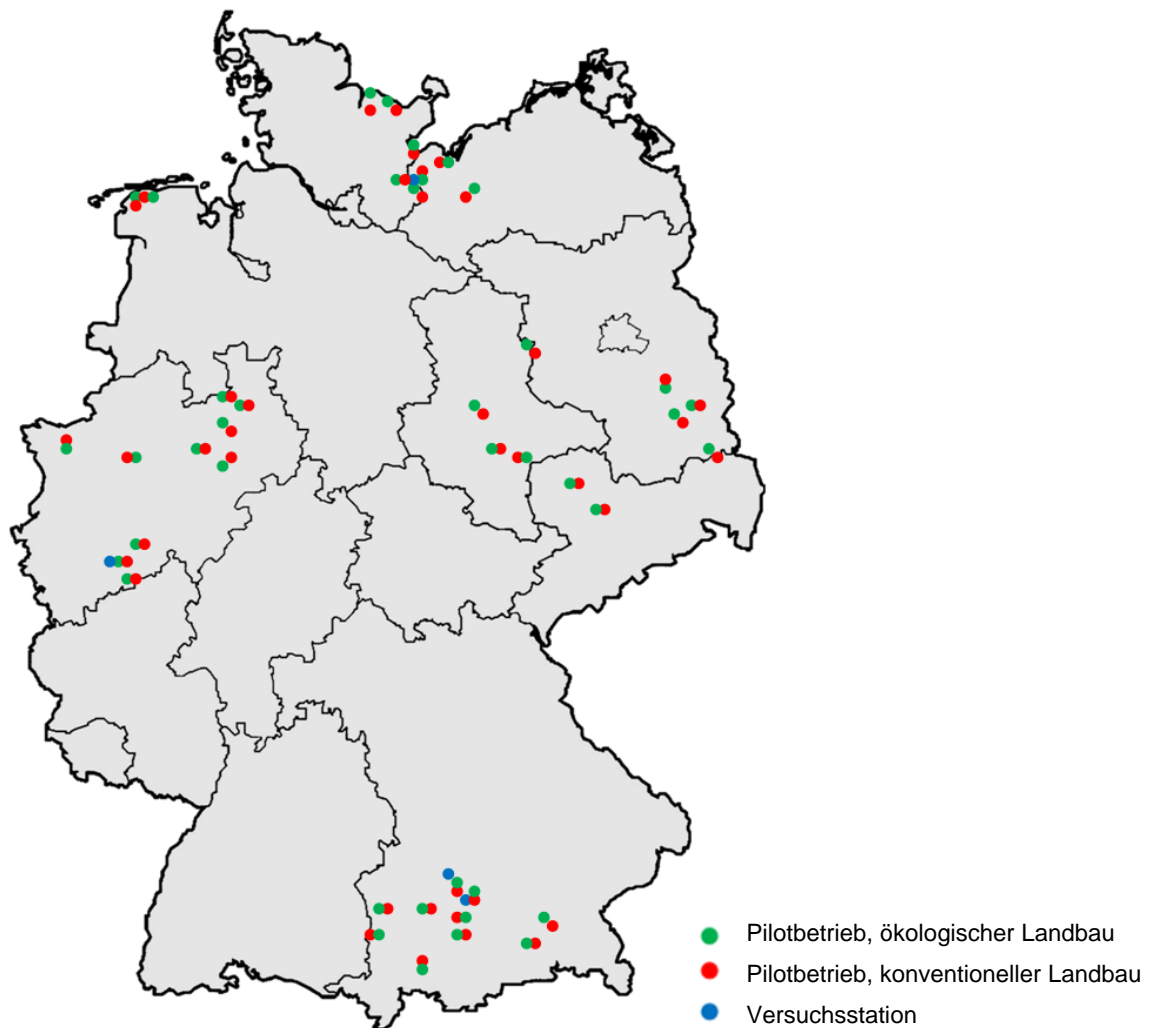 Pilotbetrieb, ökologischer Landbau
Pilotbetrieb, konventioneller Landbau
Versuchsstation